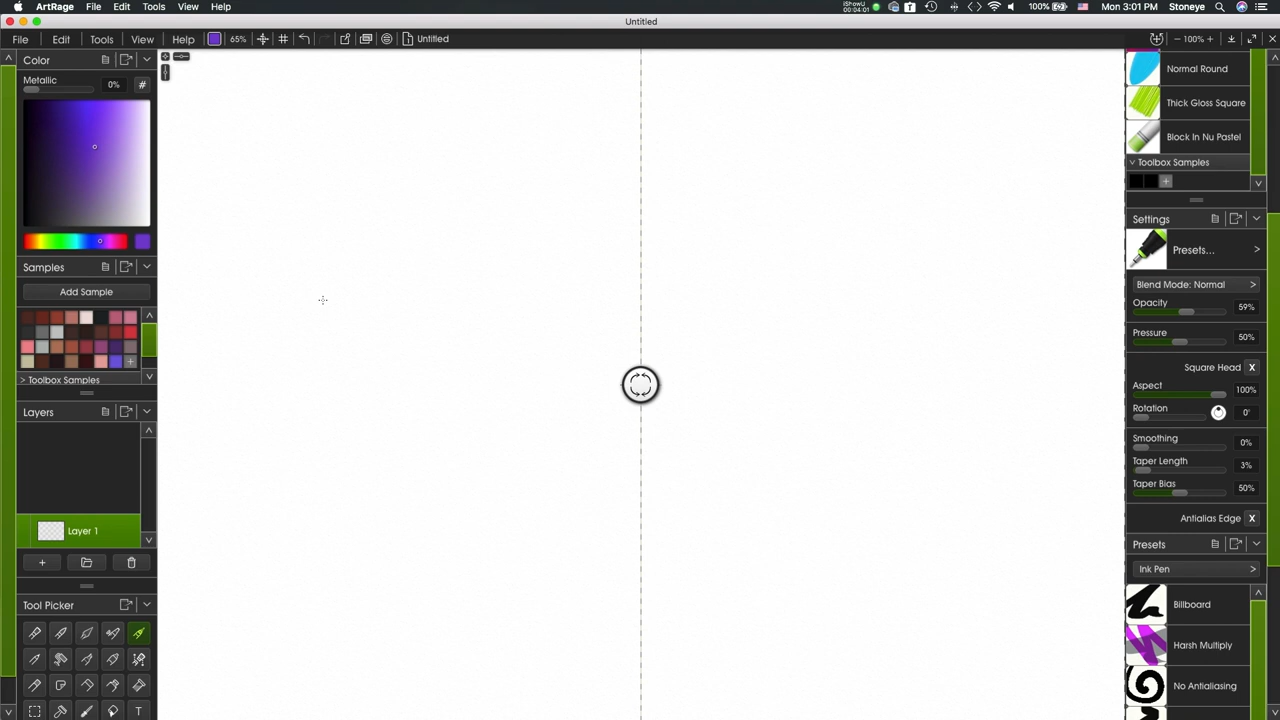 ArtRage File Edit Tools View Help iShowU 00:04:01 100% Mon 3:01 PM Stoneye
Untitled
File Edit Tools View Help 65% Untitled 100% +
Color
Metallic
0% #
Samples
Add Sample
> Toolbox Samples
Layers
Layer 1
Tool Picker
Normal Round
Thick Gloss Square
Block In Nu Pastel
Toolbox Samples
Settings
Presets... >
Blend Mode: Normal >
Opacity
59%
Pressure
50%
Square Head X
Aspect
100%
Rotation
0°
Smoothing
0%
Taper Length
3%
Taper Bias
50%
Antialias Edge X
Presets
Ink Pen >
Billboard
Harsh Multiply
No Antialiasing